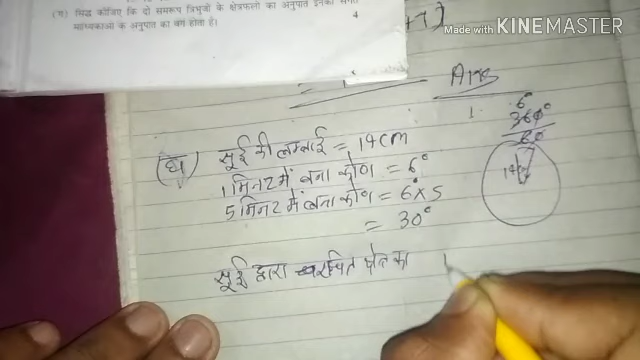 (ग) सिद्ध कीजिए कि दो समरूप त्रिभुजों के क्षेत्रफलों का अनुपात इनकी संगत
माध्यिकाओं के अनुपात का वर्ग होता है।
4
Made with KINEMASTER
Ans
(घ) सूई की लम्बाई = 14cm
1 मिनट में बना कोण = 6°
5 मिनट में बना कोण = 6° × 5
= 30°
सूई द्वारा रचित क्षेत्र का
6°
360°
60
14